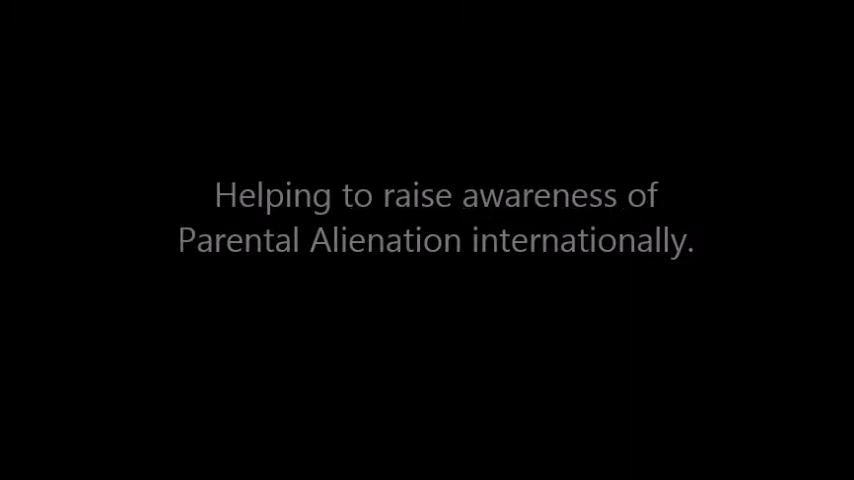 Helping to raise awareness of
Parental Alienation internationally.